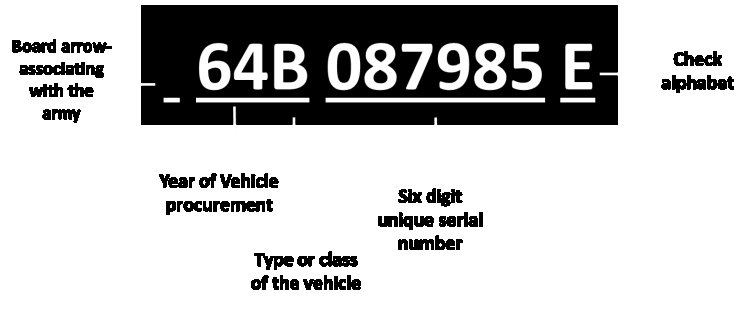 Board arrow-
associating
with the
army
64B 087985 E
Check
alphabet
Year of Vehicle
procurement
Six digit
unique serial
number
Type or class
of the vehicle